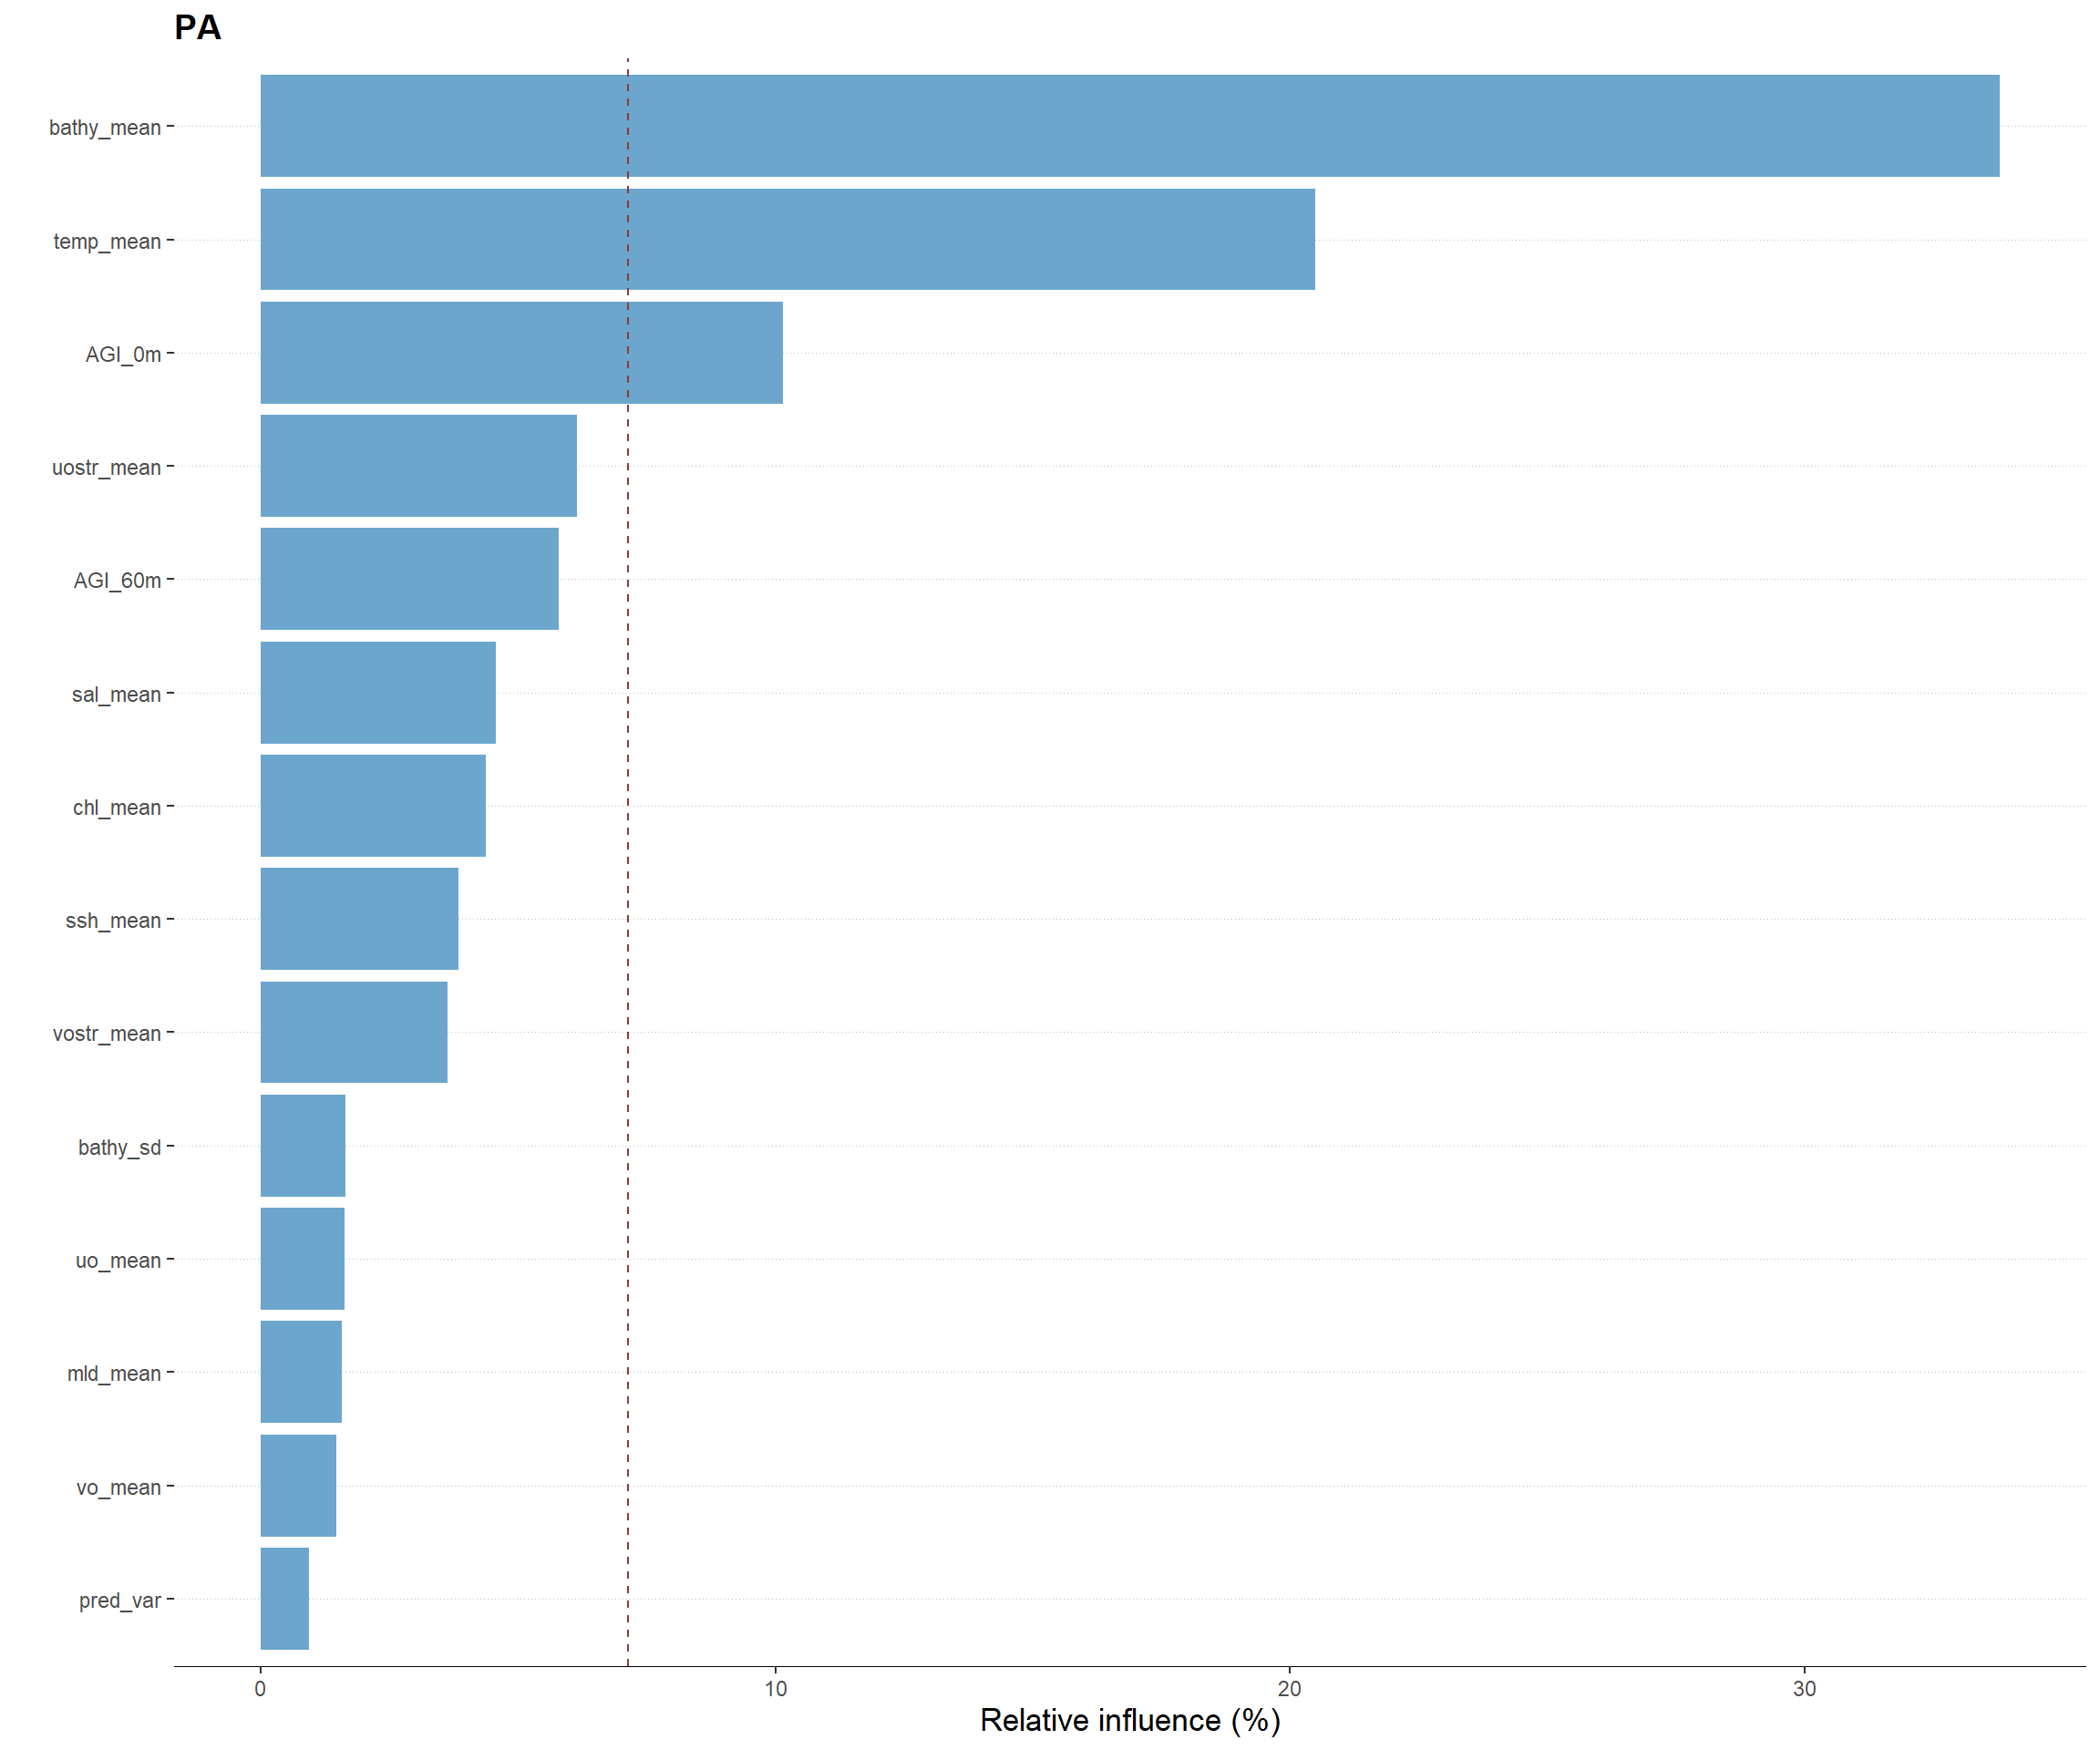 PA
bathy_mean
temp_mean
AGI_0m
uostr_mean
AGI_60m
sal_mean
chl_mean
ssh_mean
vostr_mean
bathy_sd
uo_mean
mld_mean
vo_mean
pred_var
0 10 20 30
Relative influence (%)